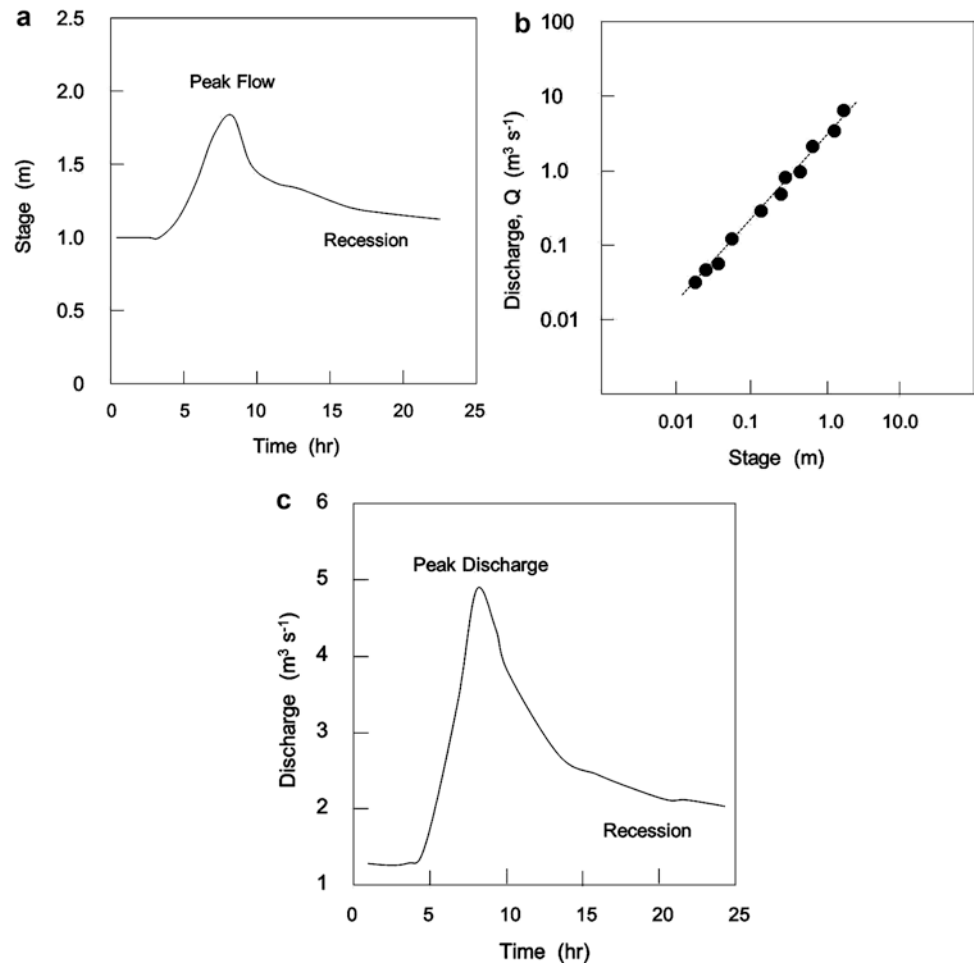 a
2.5
2.0
1.5
1.0
0.5
0
Stage (m)
Peak Flow
Recession
0 5 10 15 20 25
Time (hr)
b
100
10
1.0
0.1
0.01
Discharge, Q (m³ s⁻¹)
0.01 0.1 1.0 10.0
Stage (m)
c
6
5
4
3
2
1
Discharge (m³ s⁻¹)
Peak Discharge
Recession
0 5 10 15 20 25
Time (hr)